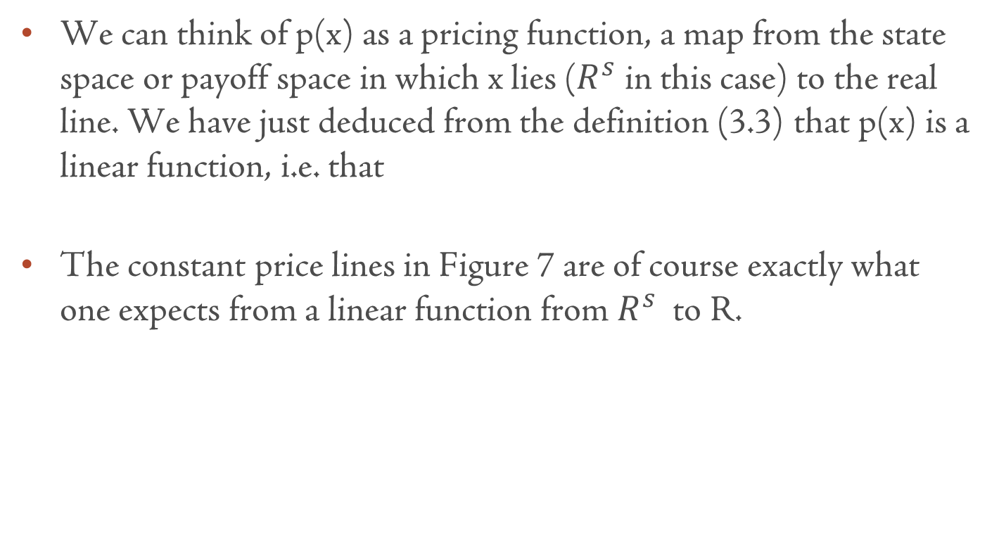 • We can think of p(x) as a pricing function, a map from the state
space or payoff space in which x lies (Rˢ in this case) to the real
line. We have just deduced from the definition (3.3) that p(x) is a
linear function, i.e. that
• The constant price lines in Figure 7 are of course exactly what
one expects from a linear function from Rˢ to R.